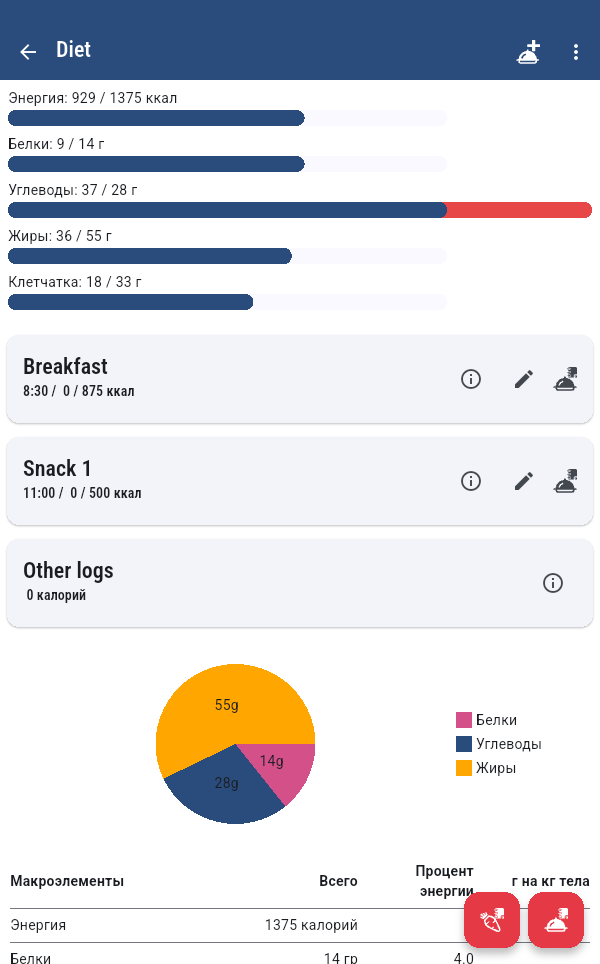 Diet
Энергия: 929 / 1375 ккал
Белки: 9 / 14 г
Углеводы: 37 / 28 г
Жиры: 36 / 55 г
Клетчатка: 18 / 33 г
Breakfast
8:30 / 0 / 875 ккал
Snack 1
11:00 / 0 / 500 ккал
Other logs
0 калорий
55g
14g
28g
Белки
Углеводы
Жиры
Макроэлементы Всего Процент энергии г на кг тела
Энергия 1375 калорий
Белки 14 гр 4.0